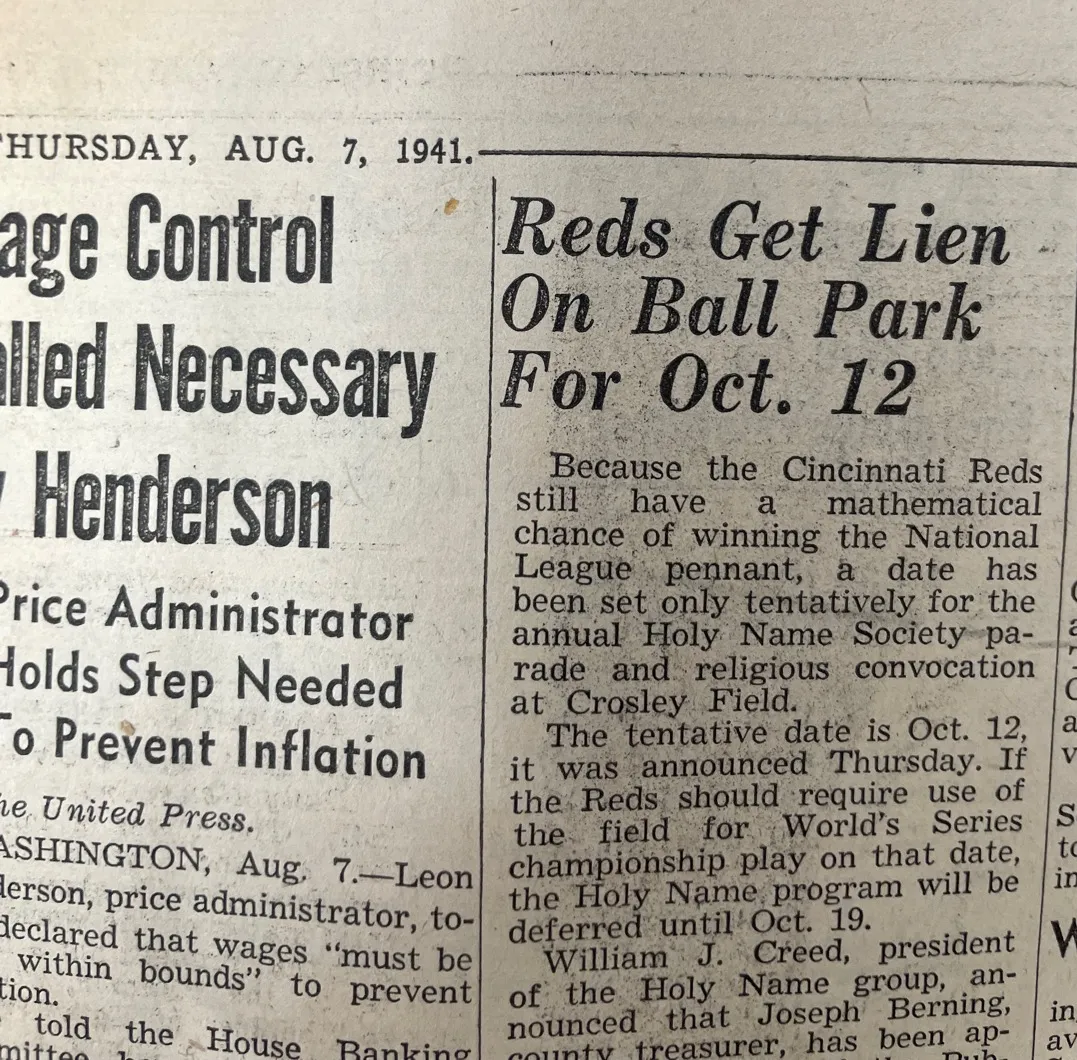 THURSDAY, AUG. 7, 1941.
age Control
alled Necessary
Henderson
Price Administrator
Holds Step Needed
To Prevent Inflation
he United Press.
ASHINGTON, Aug. 7.—Leon
derson, price administrator, to-
declared that wages "must be
within bounds" to prevent
tion.
told the House Banking
mittee
Reds Get Lien
On Ball Park
For Oct. 12
Because the Cincinnati Reds
still have a mathematical
chance of winning the National
League pennant, a date has
been set only tentatively for the
annual Holy Name Society pa-
rade and religious convocation
at Crosley Field.
The tentative date is Oct. 12,
it was announced Thursday. If
the Reds should require use of
the field for World's Series
championship play on that date,
the Holy Name program will be
deferred until Oct. 19.
William J. Creed, president
of the Holy Name group, an-
nounced that Joseph Berning,
county treasurer, has been ap-